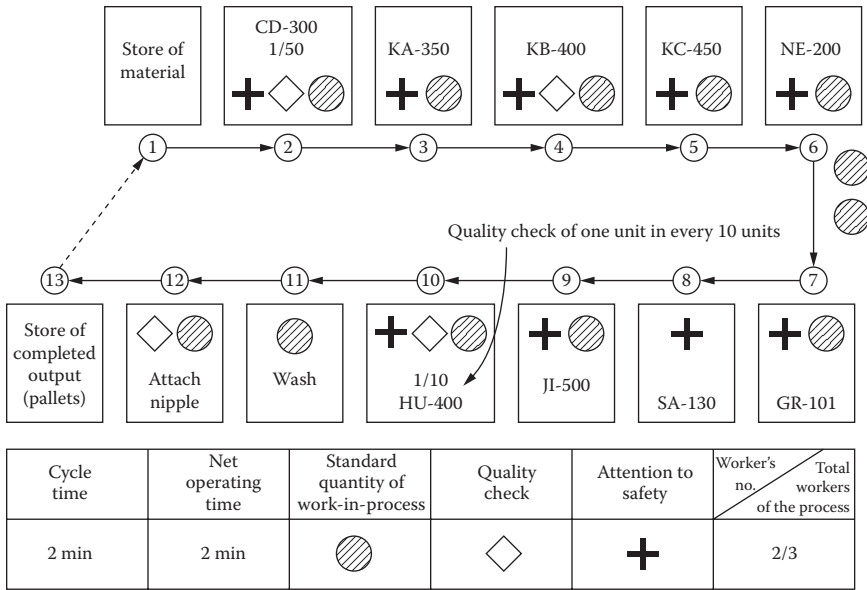 Store of
material
CD-300
1/50
KA-350
KB-400
KC-450
NE-200
1
2
3
4
5
6
Quality check of one unit in every 10 units
13
12
11
10
9
8
7
Store of
completed
output
(pallets)
Attach
nipple
Wash
1/10
HU-400
JI-500
SA-130
GR-101
Cycle
time
Net
operating
time
Standard
quantity of
work-in-process
Quality
check
Attention to
safety
Worker's
no.
Total
workers
of the process
2 min
2 min
2/3